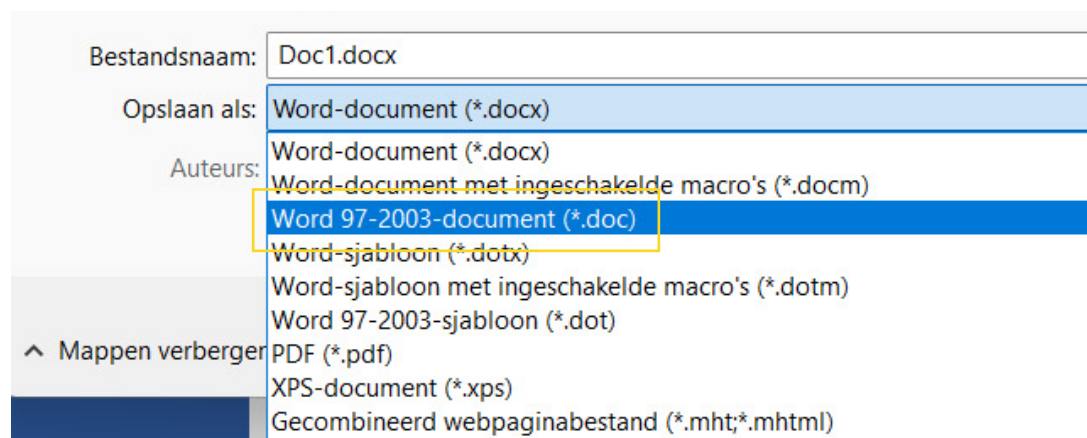 Bestandsnaam: Doc1.docx
Opslaan als: Word-document (*.docx)
Auteurs:
Word-document (*.docx)
Word-document met ingeschakelde macro's (*.docm)
Word 97-2003-document (*.doc)
Word-sjabloon (*.dotx)
Word-sjabloon met ingeschakelde macro's (*.dotm)
Word 97-2003-sjabloon (*.dot)
Mappen verberger
PDF (*.pdf)
XPS-document (*.xps)
Gecombineerd webpaginabestand (*.mht;*.mhtml)